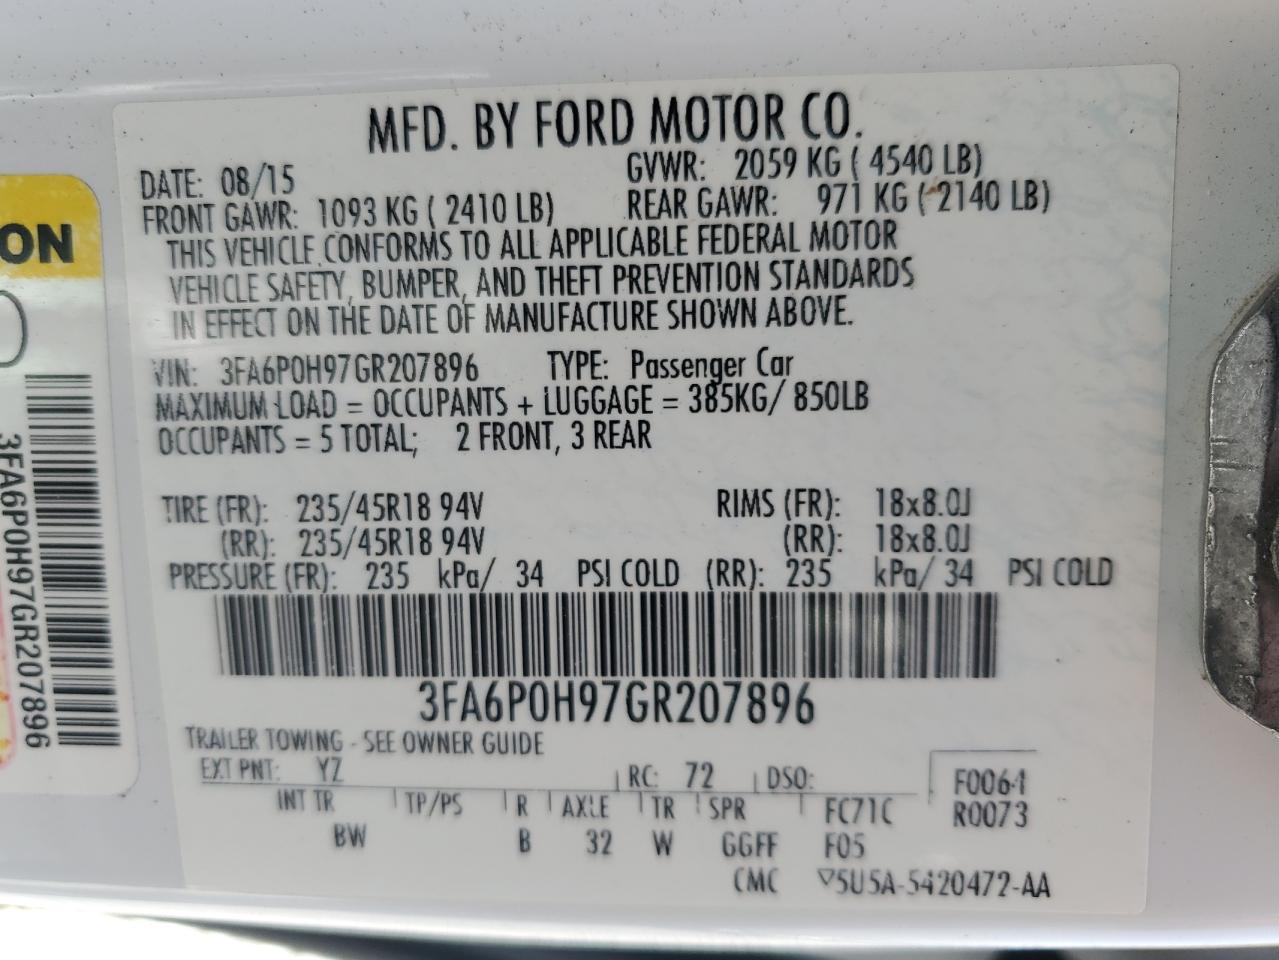 MFD. BY FORD MOTOR CO.
DATE: 08/15 GVWR: 2059 KG ( 4540 LB)
FRONT GAWR: 1093 KG ( 2410 LB) REAR GAWR: 971 KG ( 2140 LB)
THIS VEHICLE CONFORMS TO ALL APPLICABLE FEDERAL MOTOR
VEHICLE SAFETY, BUMPER, AND THEFT PREVENTION STANDARDS
IN EFFECT ON THE DATE OF MANUFACTURE SHOWN ABOVE.
VIN: 3FA6P0H97GR207896 TYPE: Passenger Car
MAXIMUM LOAD = OCCUPANTS + LUGGAGE = 385KG/ 850LB
OCCUPANTS = 5 TOTAL; 2 FRONT, 3 REAR
TIRE (FR): 235/45R18 94V RIMS (FR): 18x8.0J
(RR): 235/45R18 94V (RR): 18x8.0J
PRESSURE (FR): 235 kPa/ 34 PSI COLD (RR): 235 kPa/ 34 PSI COLD
3FA6P0H97GR207896
TRAILER TOWING - SEE OWNER GUIDE
EXT PNT: YZ RC: 72 DSO: F0064
INT TR TP/PS R AXLE TR SPR FC71C R0073
BW B 32 W GGFF F05
CMC ▽5U5A-5420472-AA
ON
3FA6P0H97GR207896